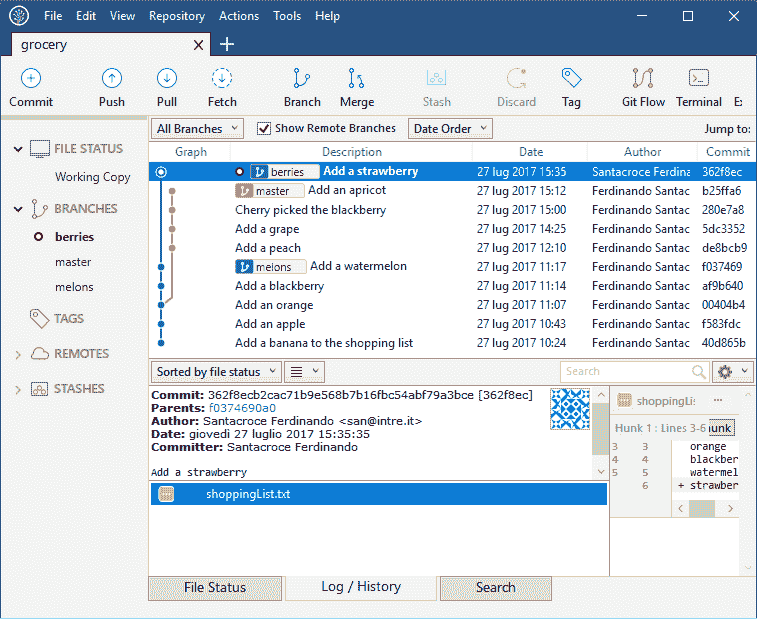 File Edit View Repository Actions Tools Help
grocery
Commit Push Pull Fetch Branch Merge Stash Discard Tag Git Flow Terminal E:
All Branches Show Remote Branches Date Order Jump to:
FILE STATUS
Working Copy
BRANCHES
berries
master
melons
TAGS
REMOTES
STASHES
Graph Description Date Author Commit
berries Add a strawberry 27 lug 2017 15:35 Santacroce Ferdina 362f8ec
master Add an apricot 27 lug 2017 15:12 Ferdinando Santac b25ffa6
Cherry picked the blackberry 27 lug 2017 15:00 Ferdinando Santac 280e7a8
Add a grape 27 lug 2017 14:25 Ferdinando Santac 5dc3352
Add a peach 27 lug 2017 12:10 Ferdinando Santac de8bcb9
melons Add a watermelon 27 lug 2017 11:17 Ferdinando Santac f037469
Add a blackberry 27 lug 2017 11:14 Ferdinando Santac af9b640
Add an orange 27 lug 2017 11:07 Ferdinando Santac 00404b4
Add an apple 27 lug 2017 10:43 Ferdinando Santac f583fdc
Add a banana to the shopping list 27 lug 2017 10:24 Ferdinando Santac 40d865b
Sorted by file status Search
Commit: 362f8ecb2cac71b9e568b7b16fbc54abf79a3bce [362f8ec]
Parents: f0374690a0
Author: Santacroce Ferdinando <san@intre.it>
Date: giovedì 27 luglio 2017 15:35:35
Committer: Santacroce Ferdinando
Add a strawberry
shoppingList.txt
shoppingLis ...
Hunk 1 : Lines 3-6 unk
3 3 orange
4 4 blackber
5 5 watermel
6 + strawber
File Status Log / History Search